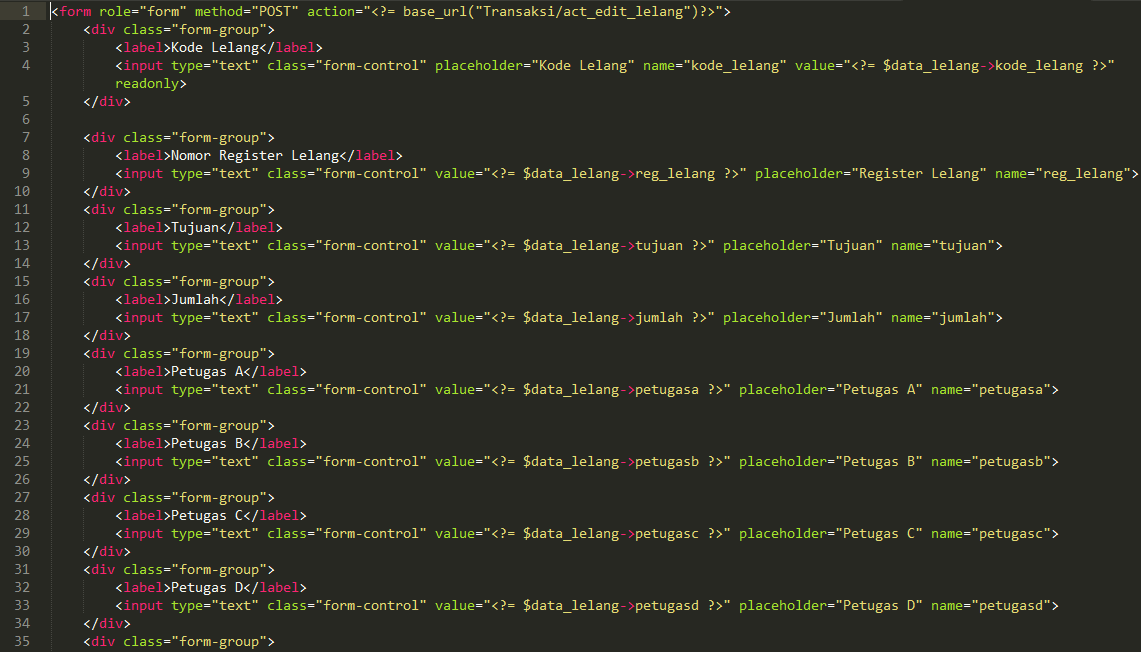 1 <form role="form" method="POST" action="<?= base_url("Transaksi/act_edit_lelang")?>">
2 <div class="form-group">
3 <label>Kode Lelang</label>
4 <input type="text" class="form-control" placeholder="Kode Lelang" name="kode_lelang" value="<?= $data_lelang->kode_lelang ?>"
readonly>
5 </div>
6
7 <div class="form-group">
8 <label>Nomor Register Lelang</label>
9 <input type="text" class="form-control" value="<?= $data_lelang->reg_lelang ?>" placeholder="Register Lelang" name="reg_lelang">
10 </div>
11 <div class="form-group">
12 <label>Tujuan</label>
13 <input type="text" class="form-control" value="<?= $data_lelang->tujuan ?>" placeholder="Tujuan" name="tujuan">
14 </div>
15 <div class="form-group">
16 <label>Jumlah</label>
17 <input type="text" class="form-control" value="<?= $data_lelang->jumlah ?>" placeholder="Jumlah" name="jumlah">
18 </div>
19 <div class="form-group">
20 <label>Petugas A</label>
21 <input type="text" class="form-control" value="<?= $data_lelang->petugasa ?>" placeholder="Petugas A" name="petugasa">
22 </div>
23 <div class="form-group">
24 <label>Petugas B</label>
25 <input type="text" class="form-control" value="<?= $data_lelang->petugasb ?>" placeholder="Petugas B" name="petugasb">
26 </div>
27 <div class="form-group">
28 <label>Petugas C</label>
29 <input type="text" class="form-control" value="<?= $data_lelang->petugasc ?>" placeholder="Petugas C" name="petugasc">
30 </div>
31 <div class="form-group">
32 <label>Petugas D</label>
33 <input type="text" class="form-control" value="<?= $data_lelang->petugasd ?>" placeholder="Petugas D" name="petugasd">
34 </div>
35 <div class="form-group">